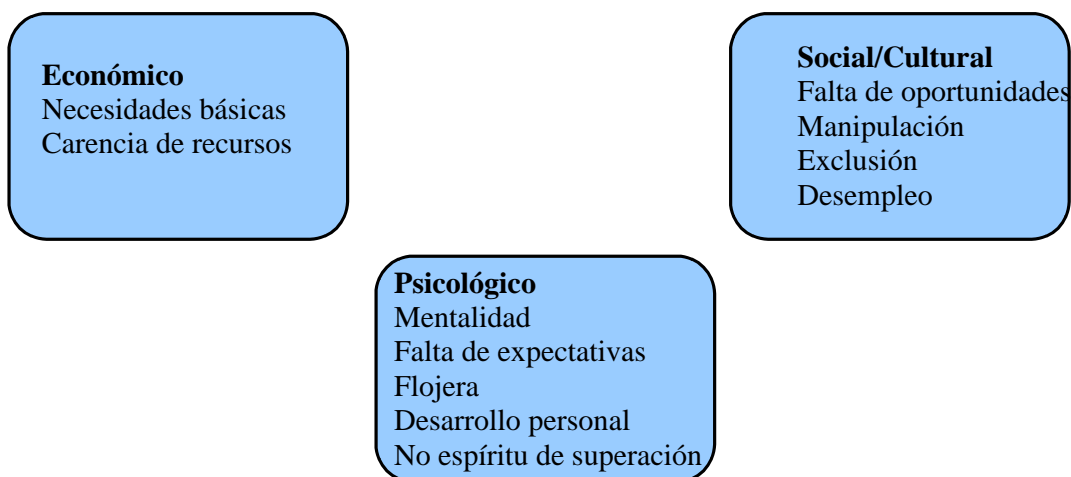 Económico
Necesidades básicas
Carencia de recursos
Social/Cultural
Falta de oportunidades
Manipulación
Exclusión
Desempleo
Psicológico
Mentalidad
Falta de expectativas
Flojera
Desarrollo personal
No espíritu de superación